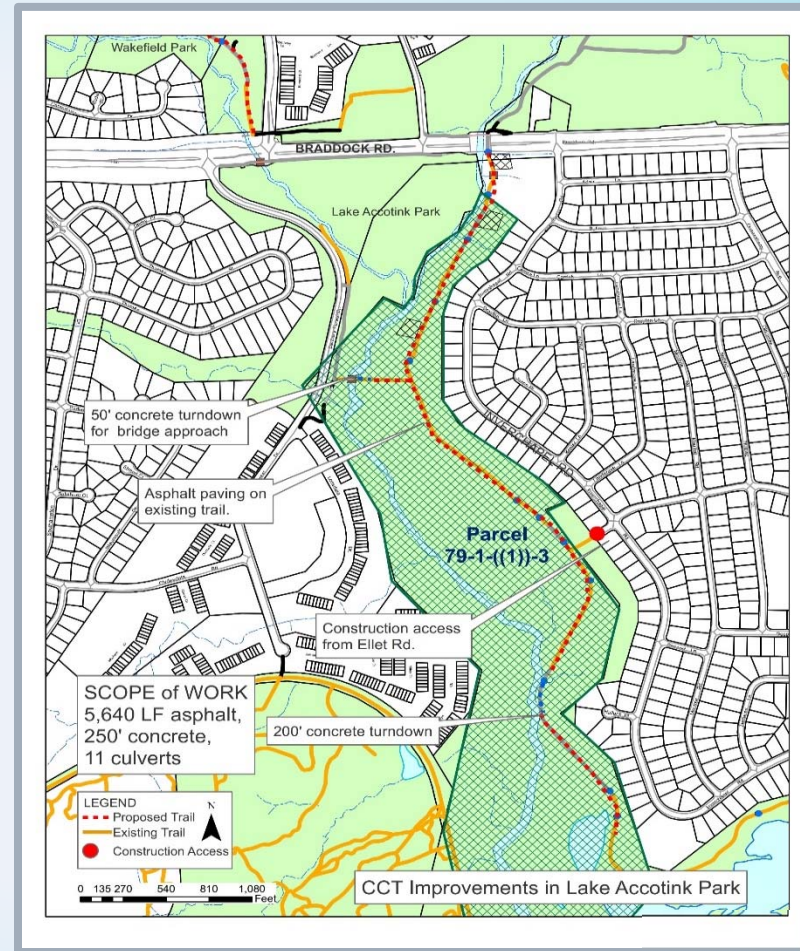 Wakefield Park
BRADDOCK RD.
Lake Accotink Park
50' concrete turndown
for bridge approach
INVERCHAPEL RD
Asphalt paving on
existing trail.
Parcel
79-1-((1))-3
Construction access
from Ellet Rd.
SCOPE of WORK
5,640 LF asphalt,
250' concrete,
11 culverts
200' concrete turndown
LEGEND
Proposed Trail
Existing Trail
Construction Access
N
0 135 270 540 810 1,080
Feet
CCT Improvements in Lake Accotink Park